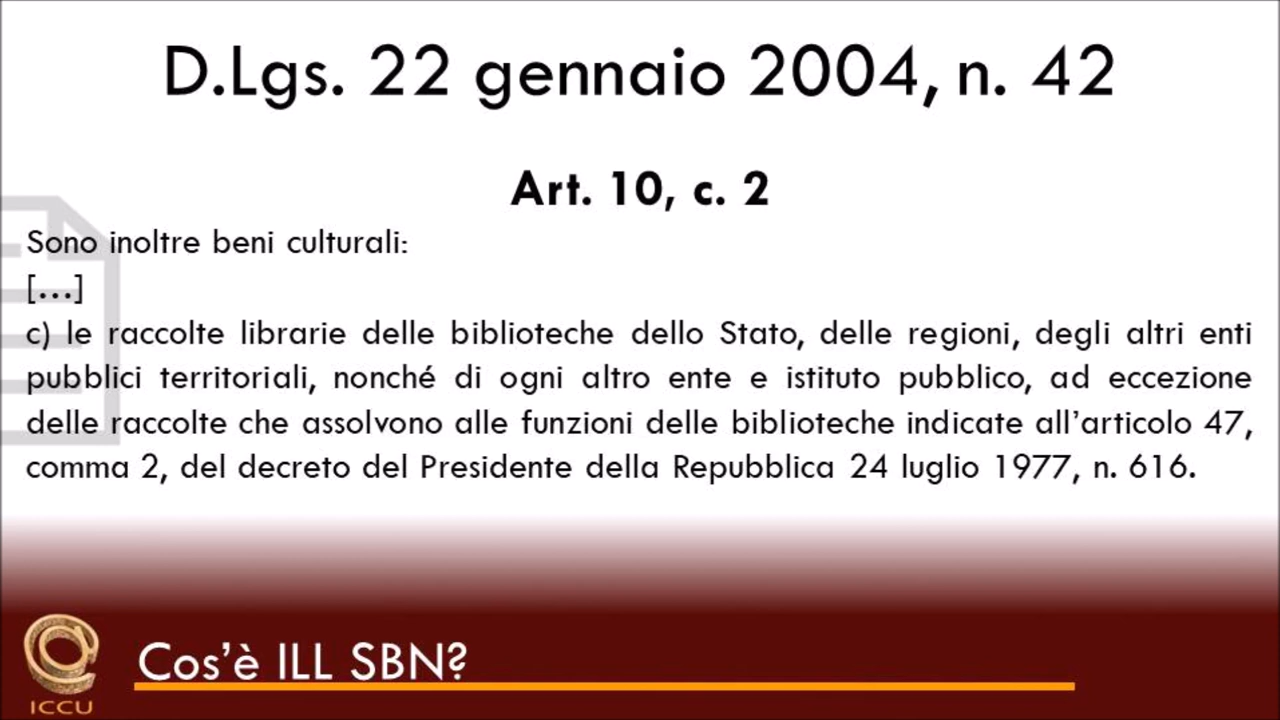 D.Lgs. 22 gennaio 2004, n. 42
Art. 10, c. 2
Sono inoltre beni culturali:
[...]
c) le raccolte librarie delle biblioteche dello Stato, delle regioni, degli altri enti
pubblici territoriali, nonché di ogni altro ente e istituto pubblico, ad eccezione
delle raccolte che assolvono alle funzioni delle biblioteche indicate all’articolo 47,
comma 2, del decreto del Presidente della Repubblica 24 luglio 1977, n. 616.
Cos’è ILL SBN?
ICCU